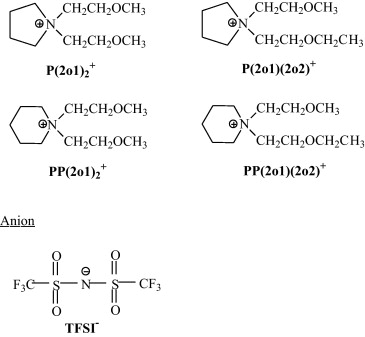 CH₂CH₂OCH₃ CH₂CH₂OCH₃
⊕N ⊕N
CH₂CH₂OCH₃ CH₂CH₂OCH₂CH₃
P(2o1)₂⁺ P(2o1)(2o2)⁺
CH₂CH₂OCH₃ CH₂CH₂OCH₃
⊕N ⊕N
CH₂CH₂OCH₃ CH₂CH₂OCH₂CH₃
PP(2o1)₂⁺ PP(2o1)(2o2)⁺
Anion
O O
⊖
F₃C S N S CF₃
O O
TFSI⁻